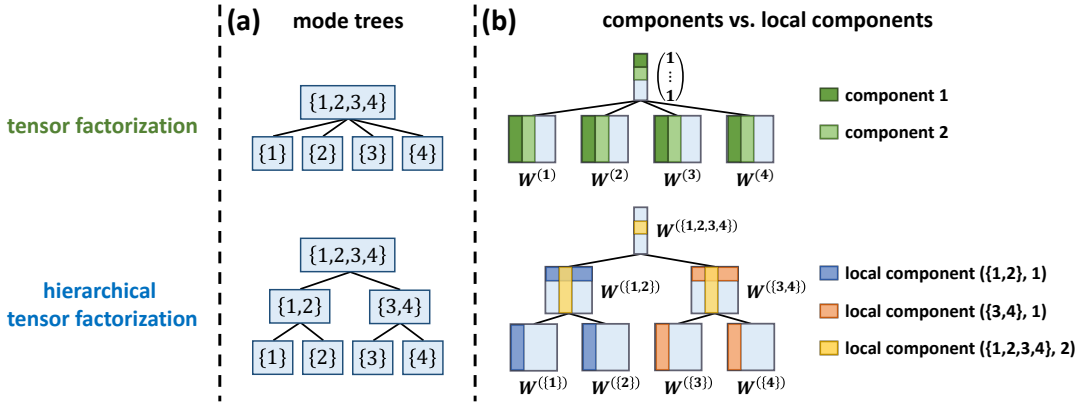 (a) mode trees
(b) components vs. local components
tensor factorization
{1,2,3,4}
{1} {2} {3} {4}
(1 ⋮ 1)
W^(1) W^(2) W^(3) W^(4)
component 1
component 2
hierarchical
tensor factorization
{1,2,3,4}
{1,2} {3,4}
{1} {2} {3} {4}
W^({1,2,3,4})
W^({1,2}) W^({3,4})
W^({1}) W^({2}) W^({3}) W^({4})
local component ({1,2}, 1)
local component ({3,4}, 1)
local component ({1,2,3,4}, 2)